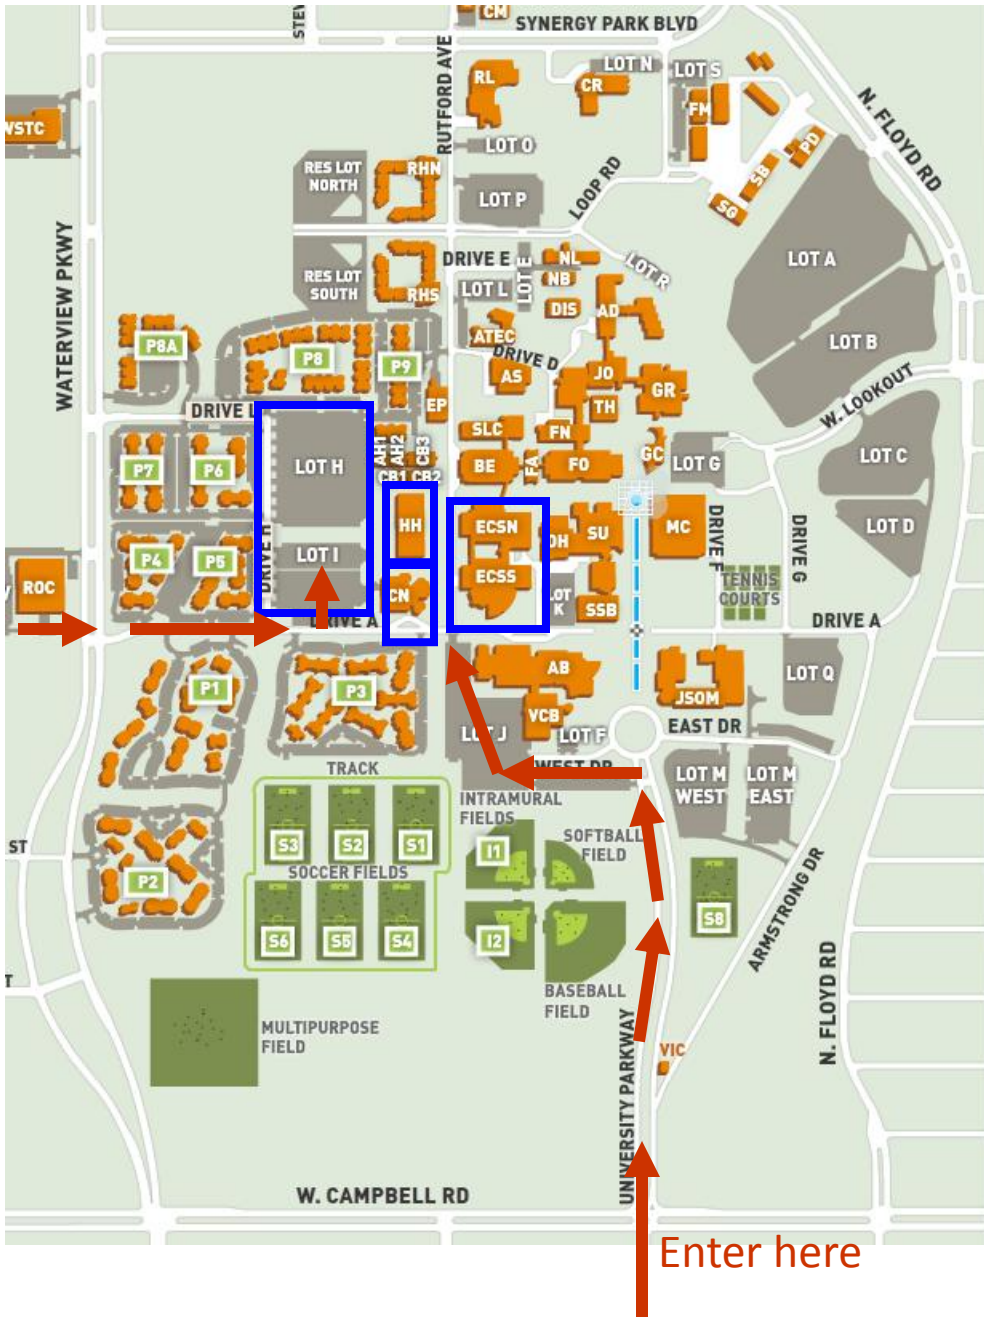 CM
SYNERGY PARK BLVD
RUTFORD AVE
RL
LOT N
CR
LOT S
FM
N. FLOYD RD
WSTC
LOT O
PD
SB
SG
RES LOT
NORTH
RHN
LOT P
LOOP RD
WATERVIEW PKWY
RES LOT
SOUTH
RHS
DRIVE E
LOT E
NL
LOT R
LOT A
LOT L
NB
DIS
AD
ATEC
DRIVE D
P8A
P8
P9
AS
JO
GR
LOT B
W. LOOKOUT
EP
TH
DRIVE L
SLC
FN
AH1
AH2
CB3
CB1
CB2
BE
FA
FO
GC
LOT G
LOT C
P7
P6
LOT H
HH
ECSN
SU
MC
DRIVE F
DRIVE G
LOT D
DRIVE H
P4
P5
LOT I
ROC
CN
ECSS
LOT
K
SSB
TENNIS
COURTS
DRIVE A
DRIVE A
P1
P3
AB
JSOM
LOT Q
VCB
LOT J
LOT F
EAST DR
WEST DR
TRACK
LOT M
WEST
LOT M
EAST
INTRAMURAL
FIELDS
S3
S2
S1
I1
SOFTBALL
FIELD
SOCCER FIELDS
ST
P2
S6
S5
S4
I2
S8
ARMSTRONG DR
BASEBALL
FIELD
N. FLOYD RD
MULTIPURPOSE
FIELD
UNIVERSITY PARKWAY
VIC
W. CAMPBELL RD
Enter here